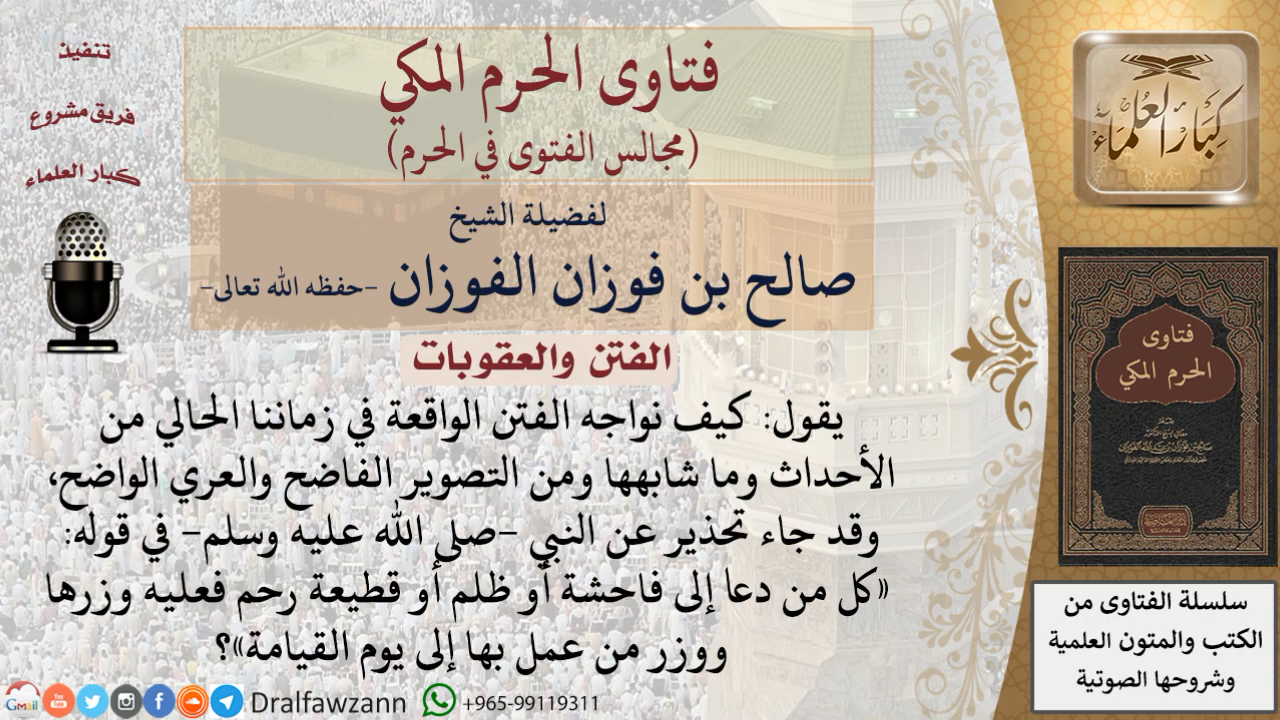 تنفيذ
فريق مشروع
كبار العلماء
فتاوى الحرم المكي
(مجالس الفتوى في الحرم)
لفضيلة الشيخ
صالح بن فوزان الفوزان -حفظه الله تعالى-
الفتن والعقوبات
يقول: كيف نواجه الفتن الواقعة في زماننا الحالي من
الأحداث وما شابهها ومن التصوير الفاضح والعري الواضح،
وقد جاء تحذير عن النبي -صلى الله عليه وسلم- في قوله:
«كل من دعا إلى فاحشة أو ظلم أو قطيعة رحم فعليه وزرها
ووزر من عمل بها إلى يوم القيامة»؟
كبار العلماء
فتاوى
الحرم المكي
سلسلة الفتاوى من
الكتب والمتون العلمية
وشروحها الصوتية
Gmail
You
Tube
Dralfawzann
+965-99119311